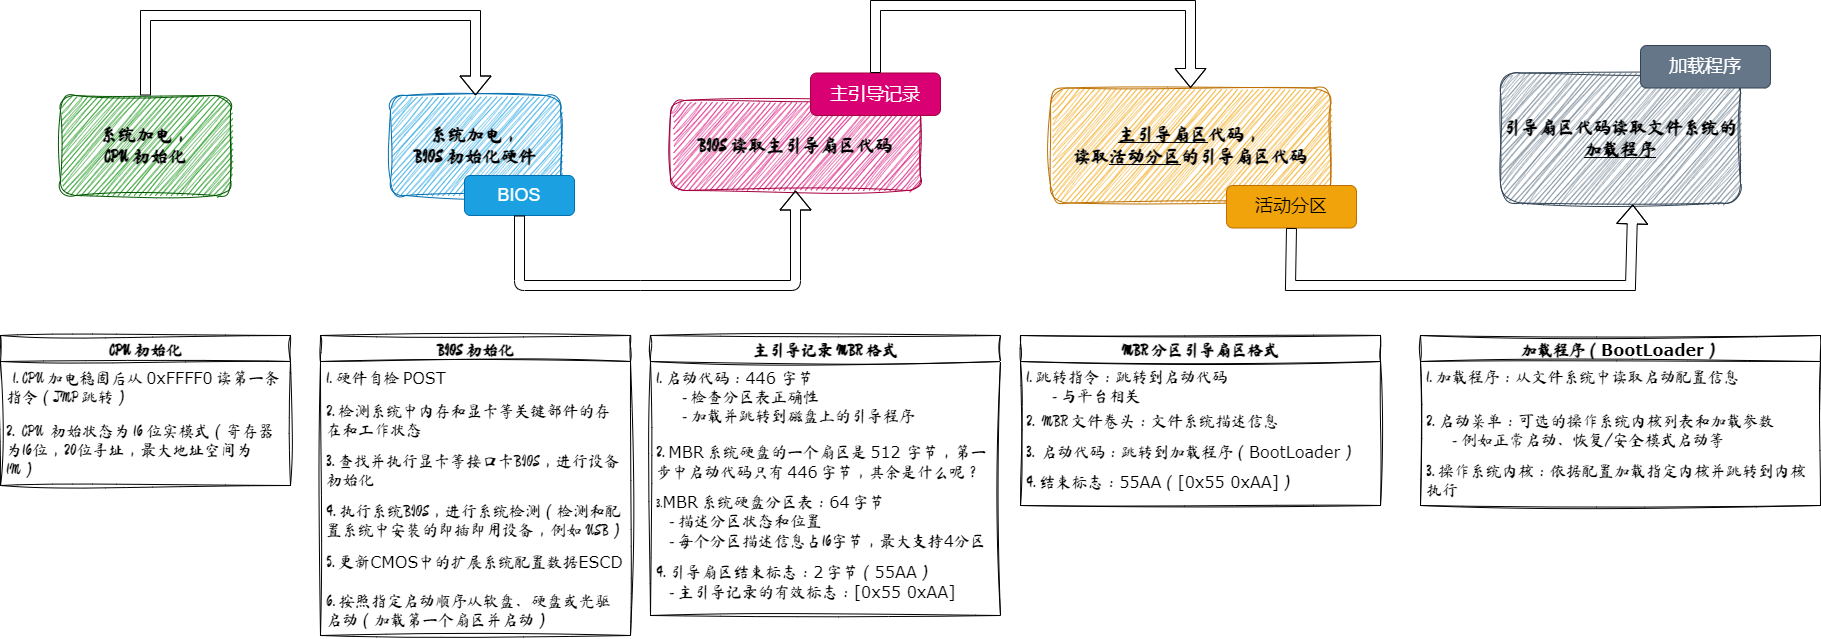 系统加电，
CPU 初始化
系统加电，
BIOS 初始化硬件
BIOS
主引导记录
BIOS 读取主引导扇区代码
主引导扇区代码，
读取活动分区的引导扇区代码
活动分区
加载程序
引导扇区代码读取文件系统的
加载程序
CPU 初始化
1. CPU 加电稳固后从 0xFFFF0 读第一条
指令（JMP 跳转）
2. CPU 初始状态为 16 位实模式（寄存器
为16位，20位寻址，最大地址空间为
1M）
BIOS 初始化
1. 硬件自检 POST
2. 检测系统中内存和显卡等关键部件的存
在和工作状态
3. 查找并执行显卡等接口卡BIOS，进行设备
初始化
4. 执行系统BIOS，进行系统检测（检测和配
置系统中安装的即插即用设备，例如 USB）
5. 更新CMOS中的扩展系统配置数据ESCD
6. 按照指定启动顺序从软盘、硬盘或光驱
启动（加载第一个扇区并启动）
主引导记录 MBR 格式
1. 启动代码：446 字节
- 检查分区表正确性
- 加载并跳转到磁盘上的引导程序
2. MBR 系统硬盘的一个扇区是 512 字节，第一
步中启动代码只有 446 字节，其余是什么呢？
3.MBR 系统硬盘分区表：64 字节
- 描述分区状态和位置
- 每个分区描述信息占16字节，最大支持4分区
4. 引导扇区结束标志：2 字节（55AA）
- 主引导记录的有效标志：[0x55 0xAA]
MBR 分区引导扇区格式
1. 跳转指令：跳转到启动代码
- 与平台相关
2. MBR 文件卷头：文件系统描述信息
3. 启动代码：跳转到加载程序（BootLoader）
4. 结束标志：55AA（[0x55 0xAA]）
加载程序（BootLoader）
1. 加载程序：从文件系统中读取启动配置信息
2. 启动菜单：可选的操作系统内核列表和加载参数
- 例如正常启动、恢复/安全模式启动等
3. 操作系统内核：依据配置加载指定内核并跳转到内核
执行